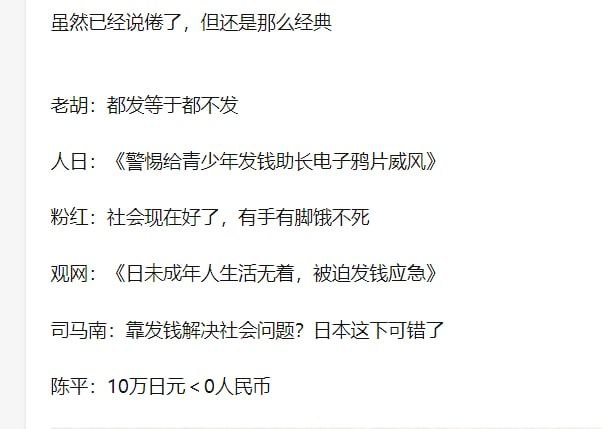 虽然已经说倦了，但还是那么经典
老胡：都发等于都不发
人日：《警惕给青少年发钱助长电子鸦片威风》
粉红：社会现在好了，有手有脚饿不死
观网：《日未成年人生活无着，被迫发钱应急》
司马南：靠发钱解决社会问题？日本这下可错了
陈平：10万日元＜0人民币